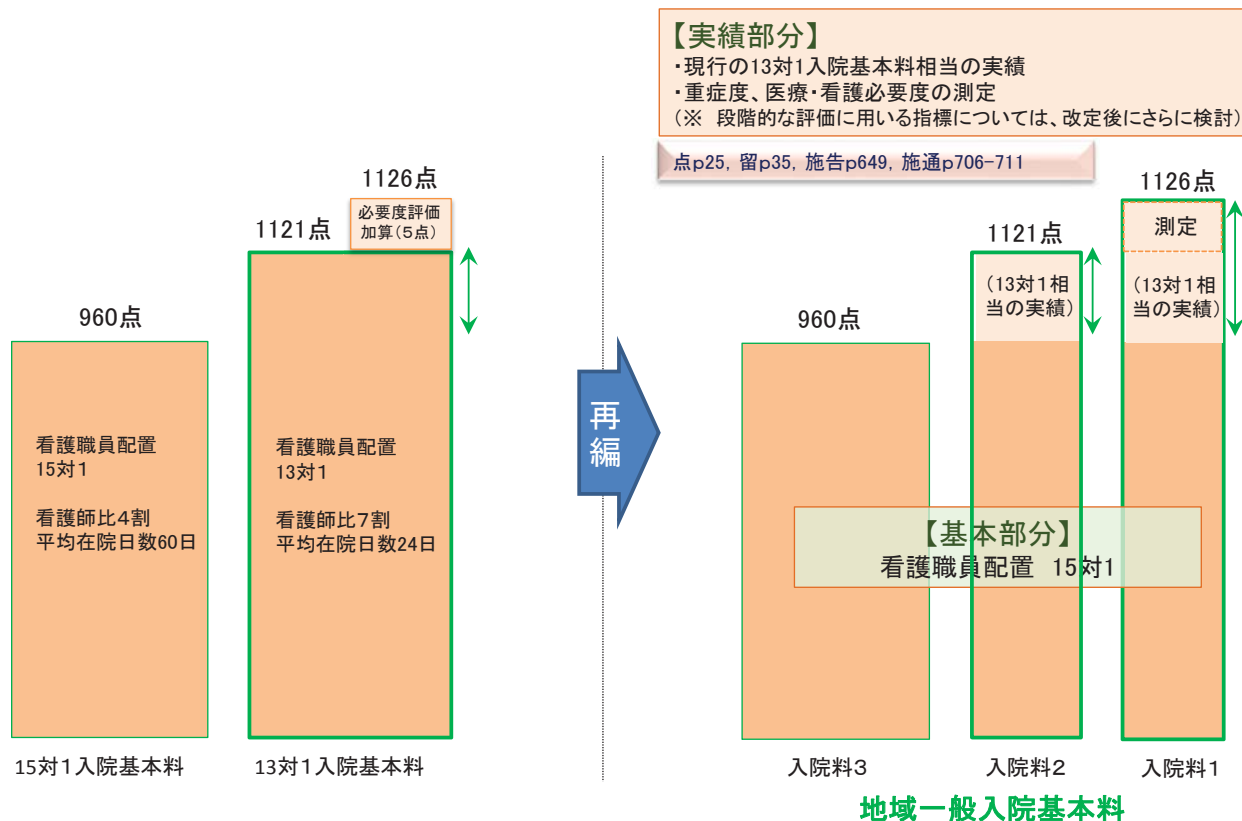 【実績部分】
・現行の13対1入院基本料相当の実績
・重症度、医療・看護必要度の測定
(※ 段階的な評価に用いる指標については、改定後にさらに検討)
点p25, 留p35, 施告p649, 施通p706-711
1126点
必要度評価
加算(5点)
1121点
960点
看護職員配置
15対1
看護師比4割
平均在院日数60日
看護職員配置
13対1
看護師比7割
平均在院日数24日
15対1入院基本料
13対1入院基本料
再編
1126点
測定
(13対1相
当の実績)
1121点
(13対1相
当の実績)
960点
【基本部分】
看護職員配置 15対1
入院料3
入院料2
入院料1
地域一般入院基本料